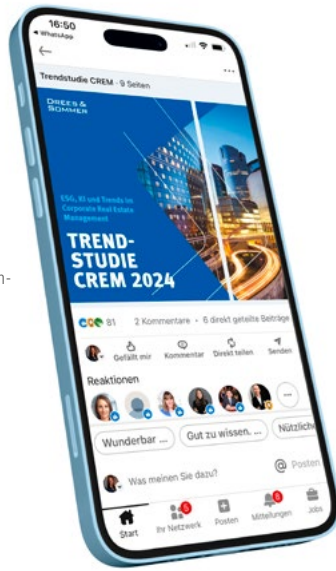 16:50
WhatsApp
Trendstudie CREM · 9 Seiten
DREES &
SOMMER
ESG, KI und Trends im
Corporate Real Estate
Management
TREND-
STUDIE
CREM 2024
n-
81
2 Kommentare · 6 direkt geteilte Beiträge
Gefällt mir
Kommentar
Direkt teilen
Senden
Reaktionen
Wunderbar ...
Gut zu wissen. ...
Nützliche
Was meinen Sie dazu?
@ Posten
5
6
Start
Ihr Netzwerk
Posten
Mitteilungen
Jobs